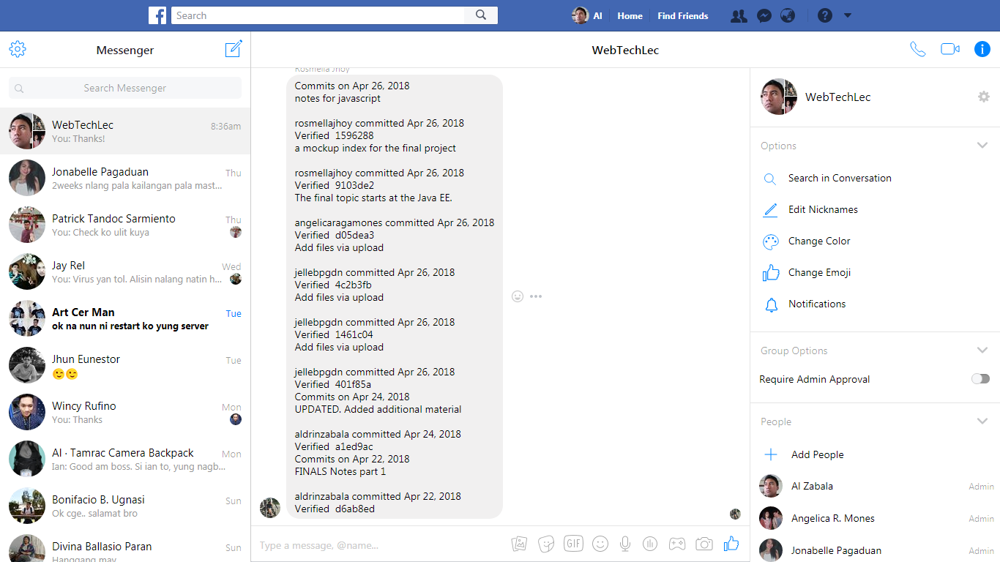 f
Search
Al
Home
Find Friends
?
Messenger
Search Messenger
WebTechLec
8:36am
You: Thanks!
Jonabelle Pagaduan
Thu
2weeks nlang pala kailangan pala mast...
Patrick Tandoc Sarmiento
Thu
You: Check ko ulit kuya
Jay Rel
Wed
You: Virus yan tol. Alisin nalang natin h...
Art Cer Man
Tue
ok na nun ni restart ko yung server
Jhun Eunestor
Tue
Wincy Rufino
Mon
You: Thanks
Al · Tamrac Camera Backpack
Mon
Ian: Good am boss. Si ian to, yung nagb...
Bonifacio B. Ugnasi
Sun
Ok cge.. salamat bro
Divina Ballasio Paran
Sun
Hanggang may
WebTechLec
Rosmella Jhoy
Commits on Apr 26, 2018
notes for javascript
rosmellajhoy committed Apr 26, 2018
Verified 1596288
a mockup index for the final project
rosmellajhoy committed Apr 26, 2018
Verified 9103de2
The final topic starts at the Java EE.
angelicaragamones committed Apr 26, 2018
Verified d05dea3
Add files via upload
jellebpgdn committed Apr 26, 2018
Verified 4c2b3fb
Add files via upload
jellebpgdn committed Apr 26, 2018
Verified 1461c04
Add files via upload
jellebpgdn committed Apr 26, 2018
Verified 401f85a
Commits on Apr 24, 2018
UPDATED. Added additional material
aldrinzabala committed Apr 24, 2018
Verified a1ed9ac
Commits on Apr 22, 2018
FINALS Notes part 1
aldrinzabala committed Apr 22, 2018
Verified d6ab8ed
Type a message, @name...
GIF
i
WebTechLec
Options
Search in Conversation
Edit Nicknames
Change Color
Change Emoji
Notifications
Group Options
Require Admin Approval
People
Add People
Al Zabala
Admin
Angelica R. Mones
Admin
Jonabelle Pagaduan
Admin